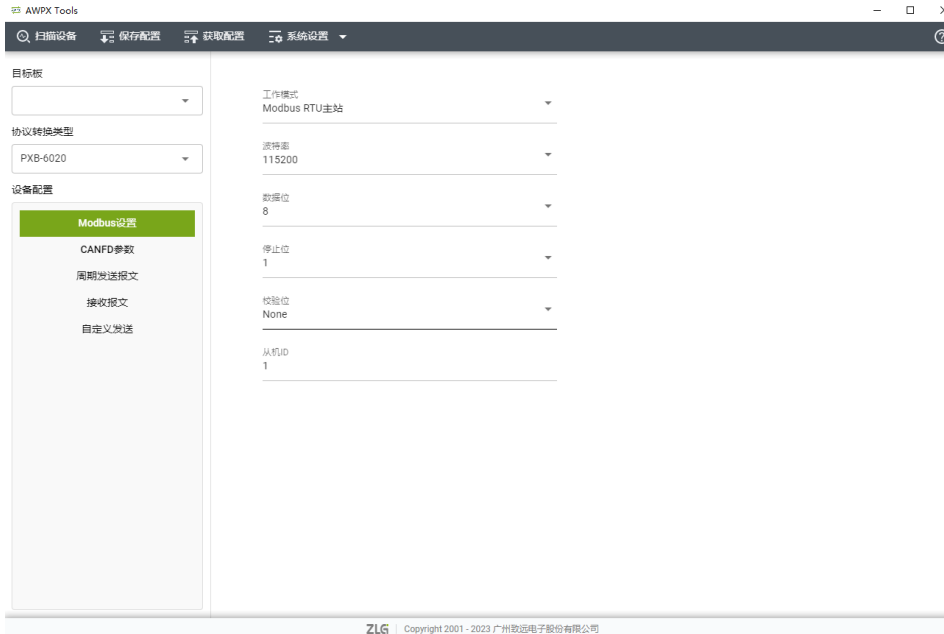 AWPX Tools
扫描设备 保存配置 获取配置 系统设置
目标板
协议转换类型
PXB-6020
设备配置
Modbus设置
CANFD参数
周期发送报文
接收报文
自定义发送
工作模式
Modbus RTU主站
波特率
115200
数据位
8
停止位
1
校验位
None
从机ID
1
ZLG Copyright 2001 - 2023 广州致远电子股份有限公司